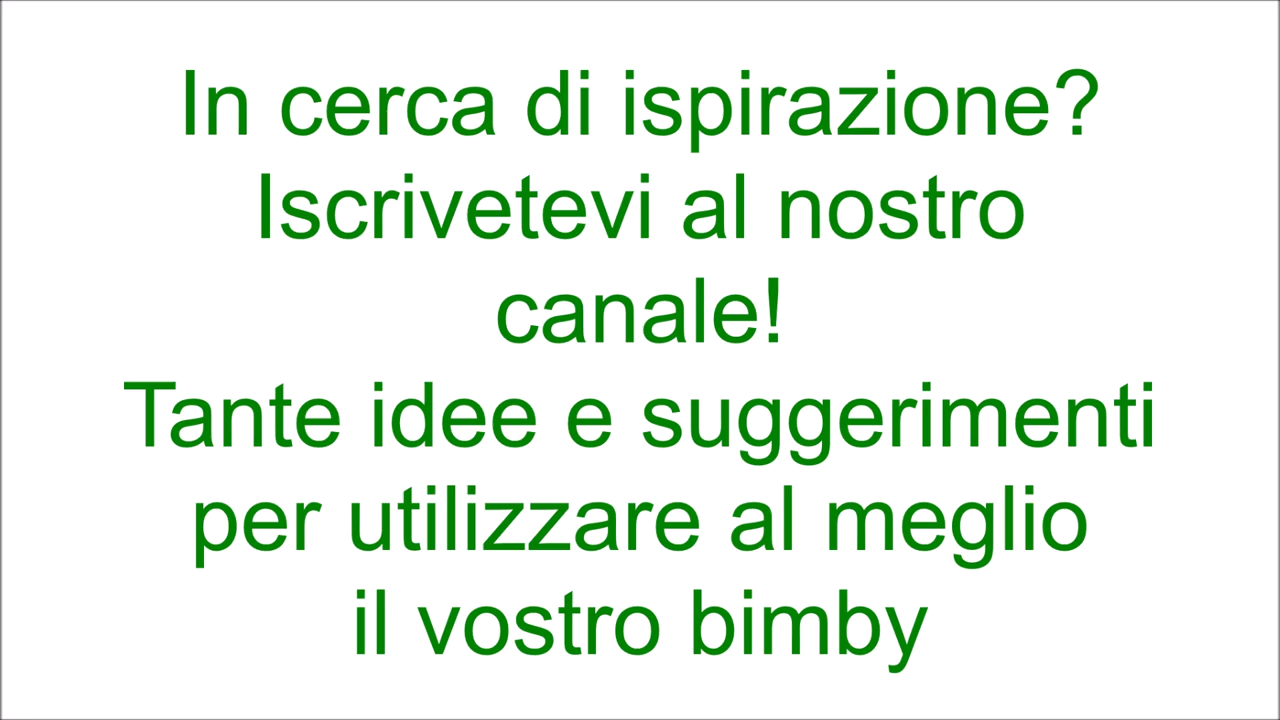 In cerca di ispirazione?
Iscrivetevi al nostro
canale!
Tante idee e suggerimenti
per utilizzare al meglio
il vostro bimby